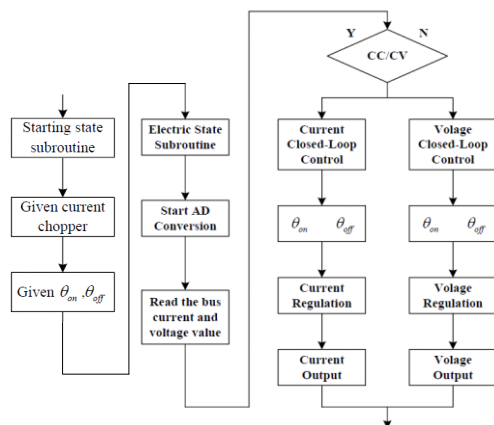 Starting state
subroutine
Given current
chopper
Given θon ,θoff
Electric State
Subroutine
Start AD
Conversion
Read the bus
current and
voltage value
Y N
CC/CV
Current
Closed-Loop
Control
θon θoff
Current
Regulation
Current
Output
Volage
Closed-Loop
Control
θon θoff
Volage
Regulation
Volage
Output